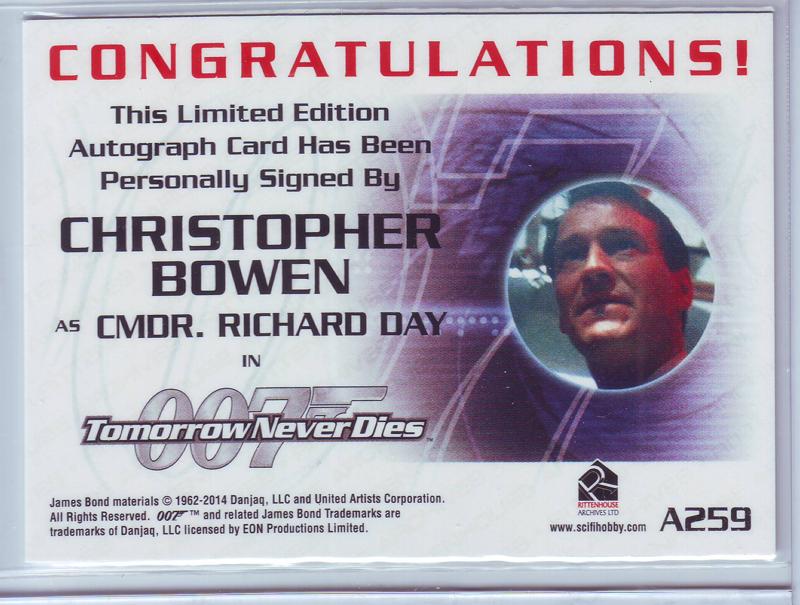 CONGRATULATIONS!
This Limited Edition
Autograph Card Has Been
Personally Signed By
CHRISTOPHER
BOWEN
AS CMDR. RICHARD DAY
IN
007
Tomorrow Never Dies™
James Bond materials © 1962-2014 Danjaq, LLC and United Artists Corporation.
All Rights Reserved. 007™ and related James Bond Trademarks are
trademarks of Danjaq, LLC licensed by EON Productions Limited.
RITTENHOUSE
ARCHIVES LTD
www.scifihobby.com A259